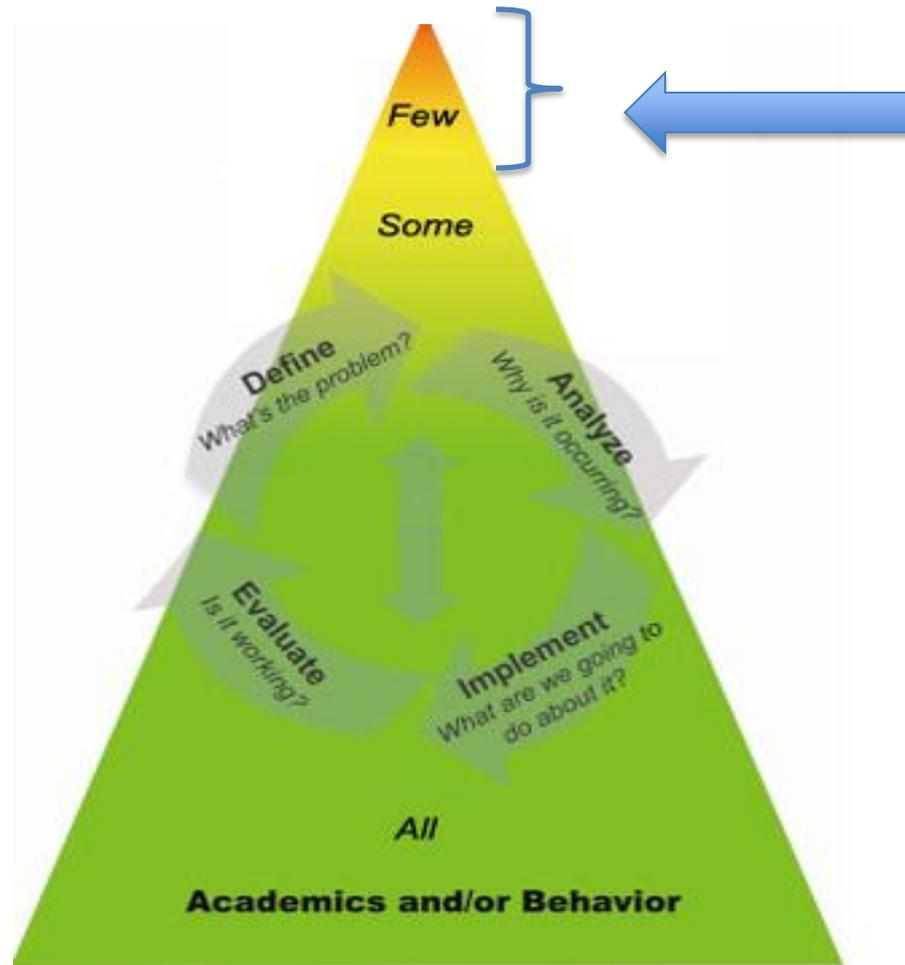 Few
Some
Define
What's the problem?
Analyze
Why is it occurring?
Implement
What are we going to
do about it?
Evaluate
Is it working?
All
Academics and/or Behavior